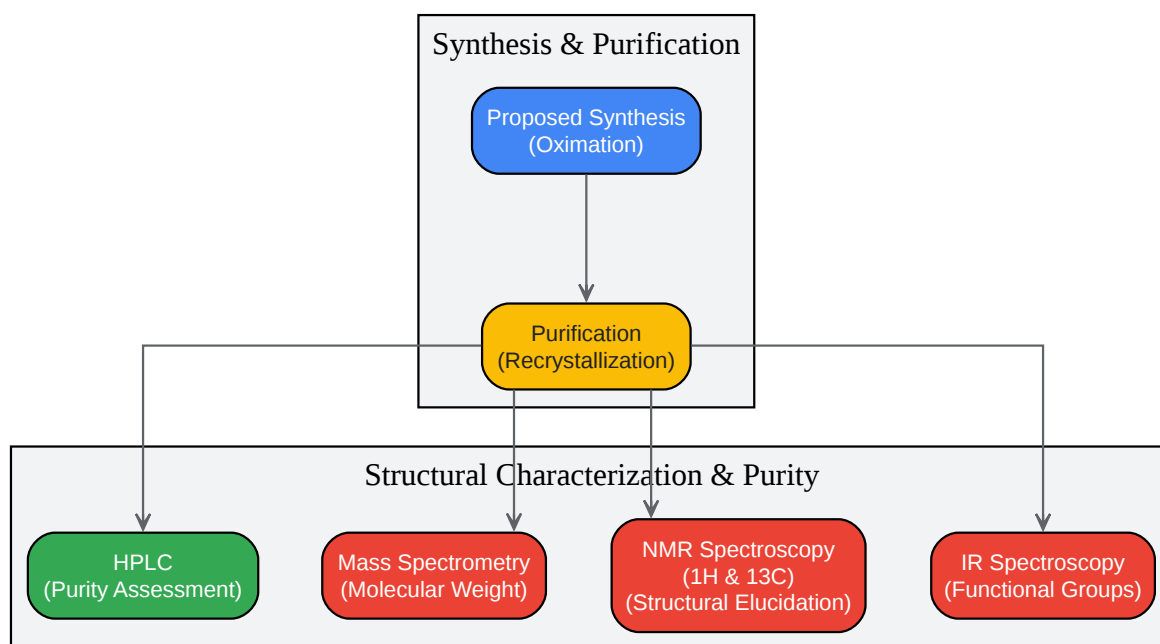 Synthesis & Purification
Proposed Synthesis
(Oximation)
Purification
(Recrystallization)
Structural Characterization & Purity
HPLC
(Purity Assessment)
Mass Spectrometry
(Molecular Weight)
NMR Spectroscopy
(1H & 13C)
(Structural Elucidation)
IR Spectroscopy
(Functional Groups)